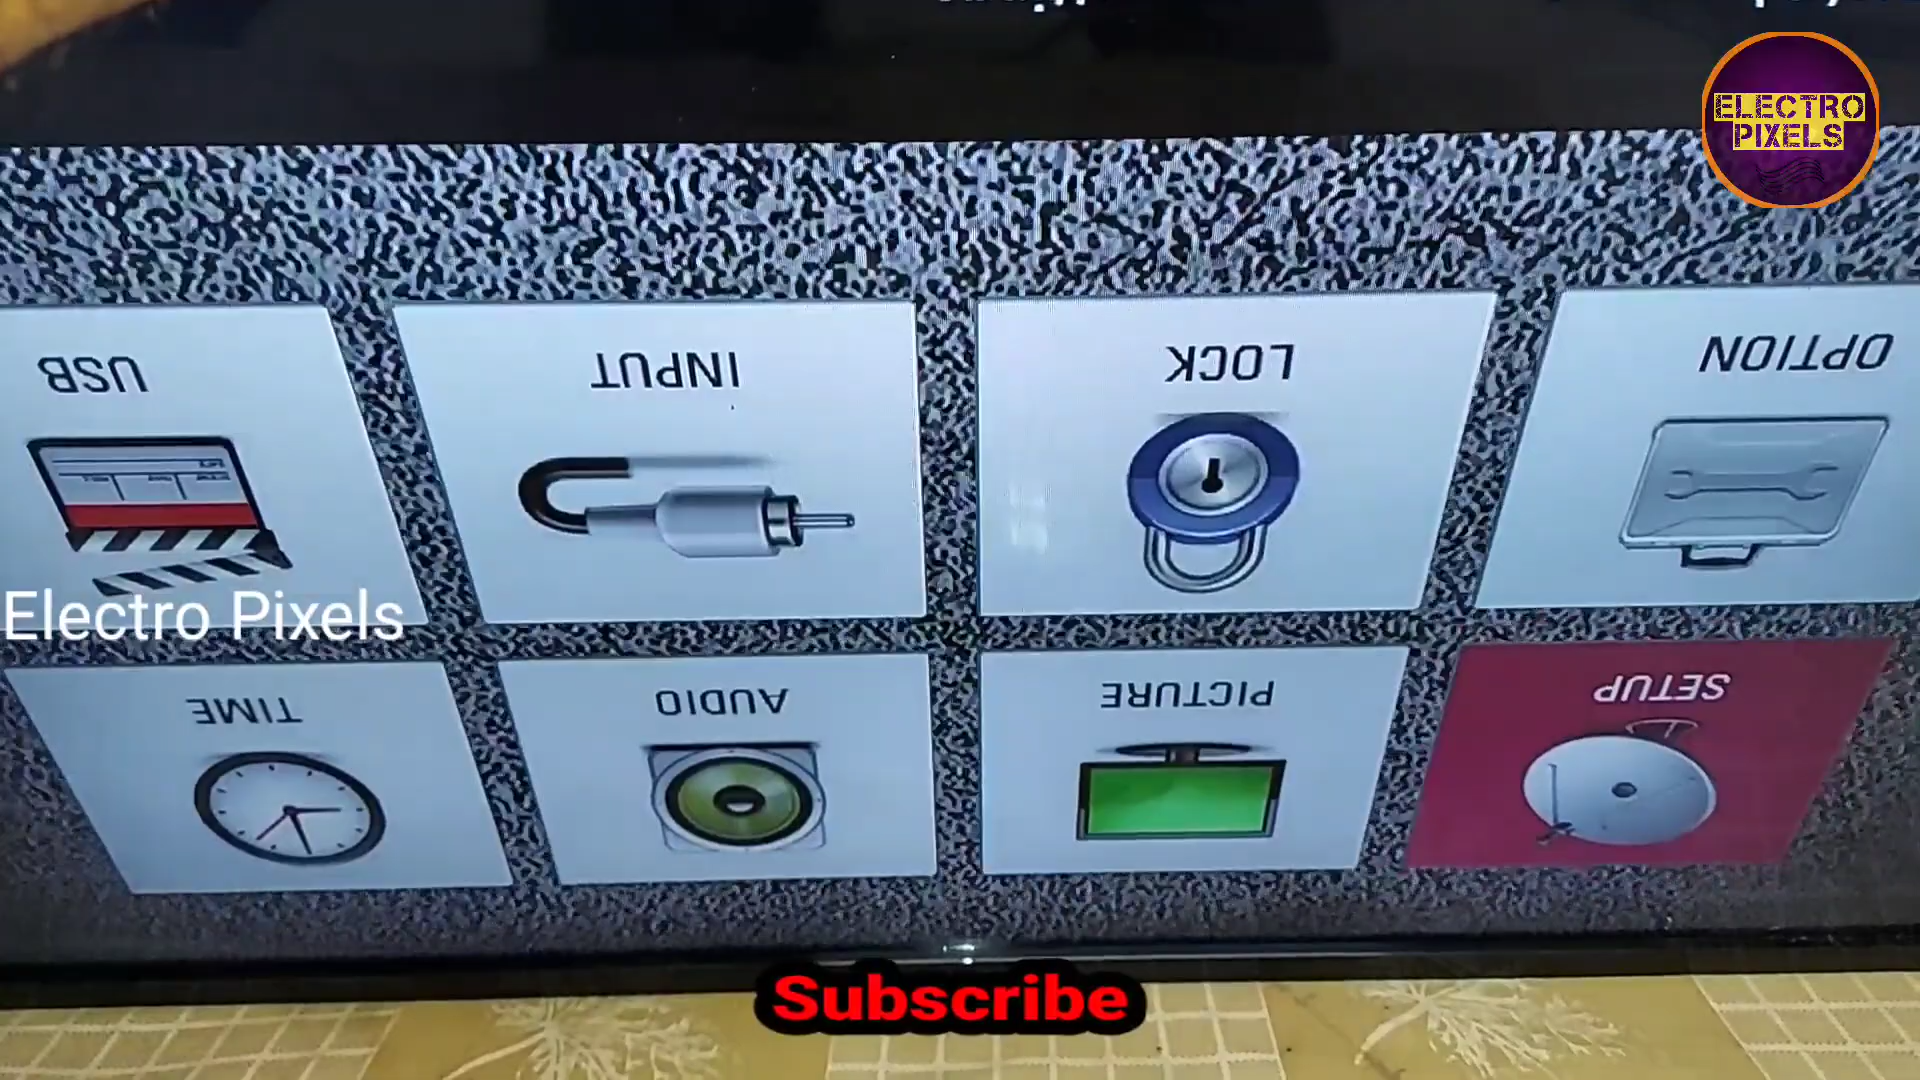 ELECTRO
PIXELS
SETUP
PICTURE
AUDIO
TIME
OPTION
LOCK
INPUT
USB
Electro Pixels
Subscribe